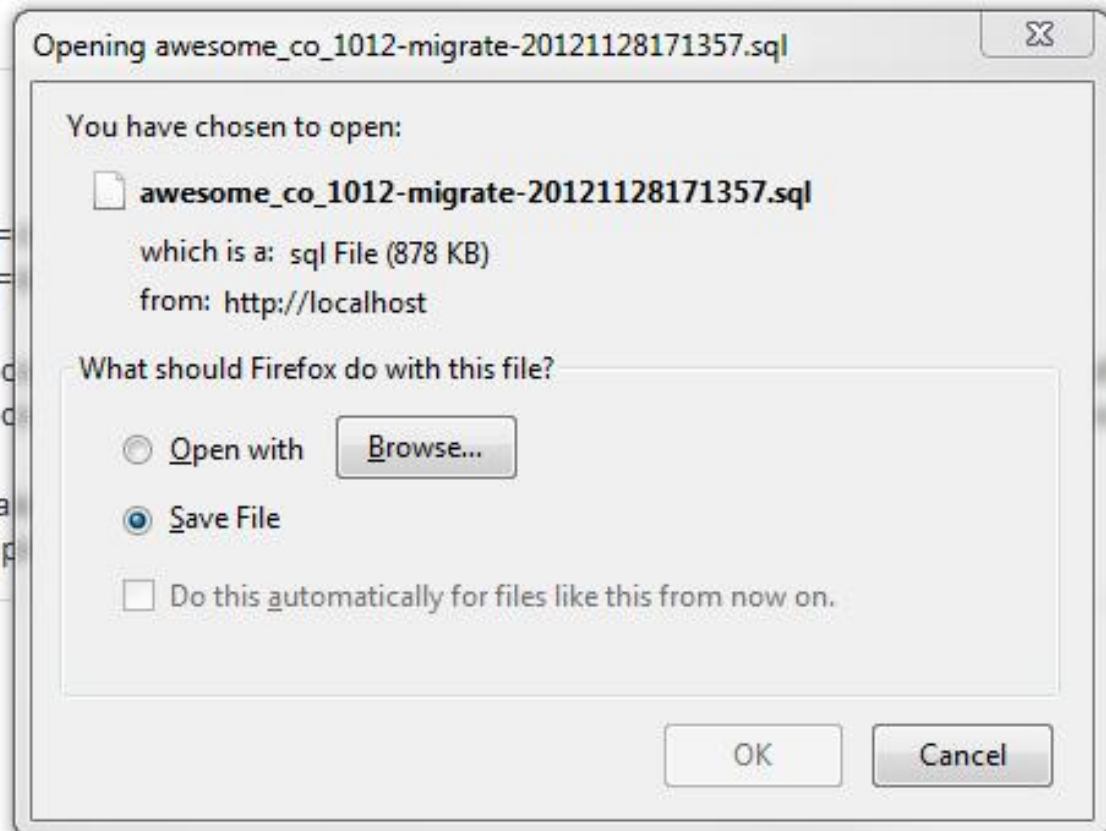 Opening awesome_co_1012-migrate-20121128171357.sql
You have chosen to open:
awesome_co_1012-migrate-20121128171357.sql
which is a: sql File (878 KB)
from: http://localhost
What should Firefox do with this file?
Open with Browse...
Save File
Do this automatically for files like this from now on.
OK Cancel